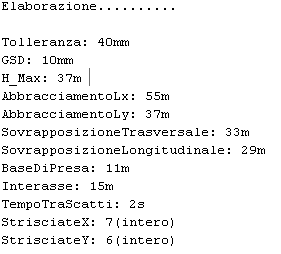 Elaborazione..........
Tolleranza: 40mm
GSD: 10mm
H_Max: 37m
AbbracciamentoLx: 55m
AbbracciamentoLy: 37m
SovrapposizioneTrasversale: 33m
SovrapposizioneLongitudinale: 29m
BaseDiPresa: 11m
Interasse: 15m
TempoTraScatti: 2s
StrisciateX: 7(intero)
StrisciateY: 6(intero)